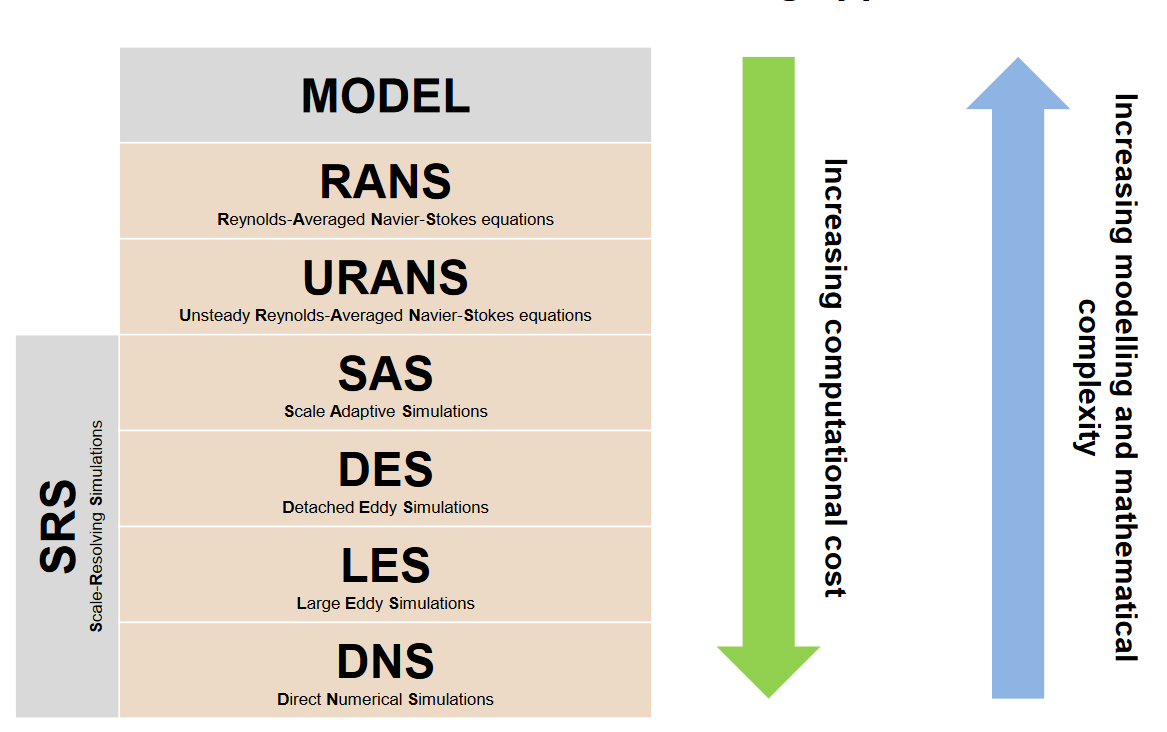 MODEL
RANS
Reynolds-Averaged Navier-Stokes equations
URANS
Unsteady Reynolds-Averaged Navier-Stokes equations
SAS
Scale Adaptive Simulations
DES
Detached Eddy Simulations
LES
Large Eddy Simulations
DNS
Direct Numerical Simulations
SRS
Scale-Resolving Simulations
Increasing computational cost
Increasing modelling and mathematical
complexity